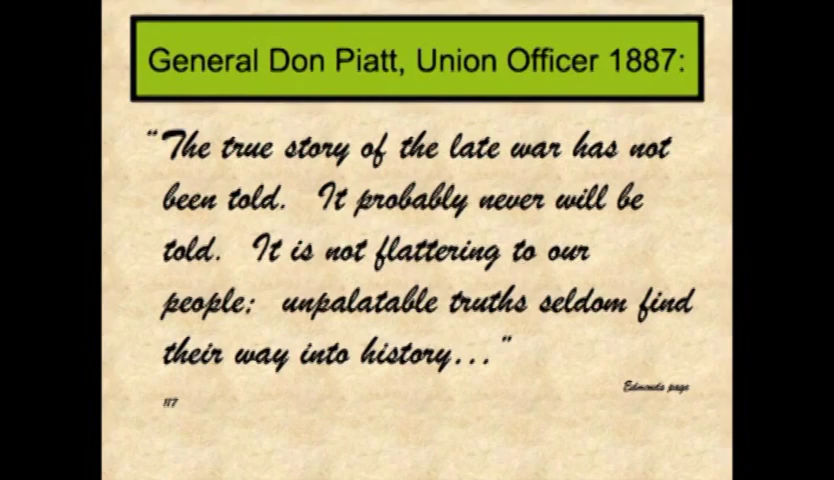 General Don Piatt, Union Officer 1887:
“The true story of the late war has not
been told. It probably never will be
told. It is not flattering to our
people; unpalatable truths seldom find
their way into history...”
Edmonds page
117